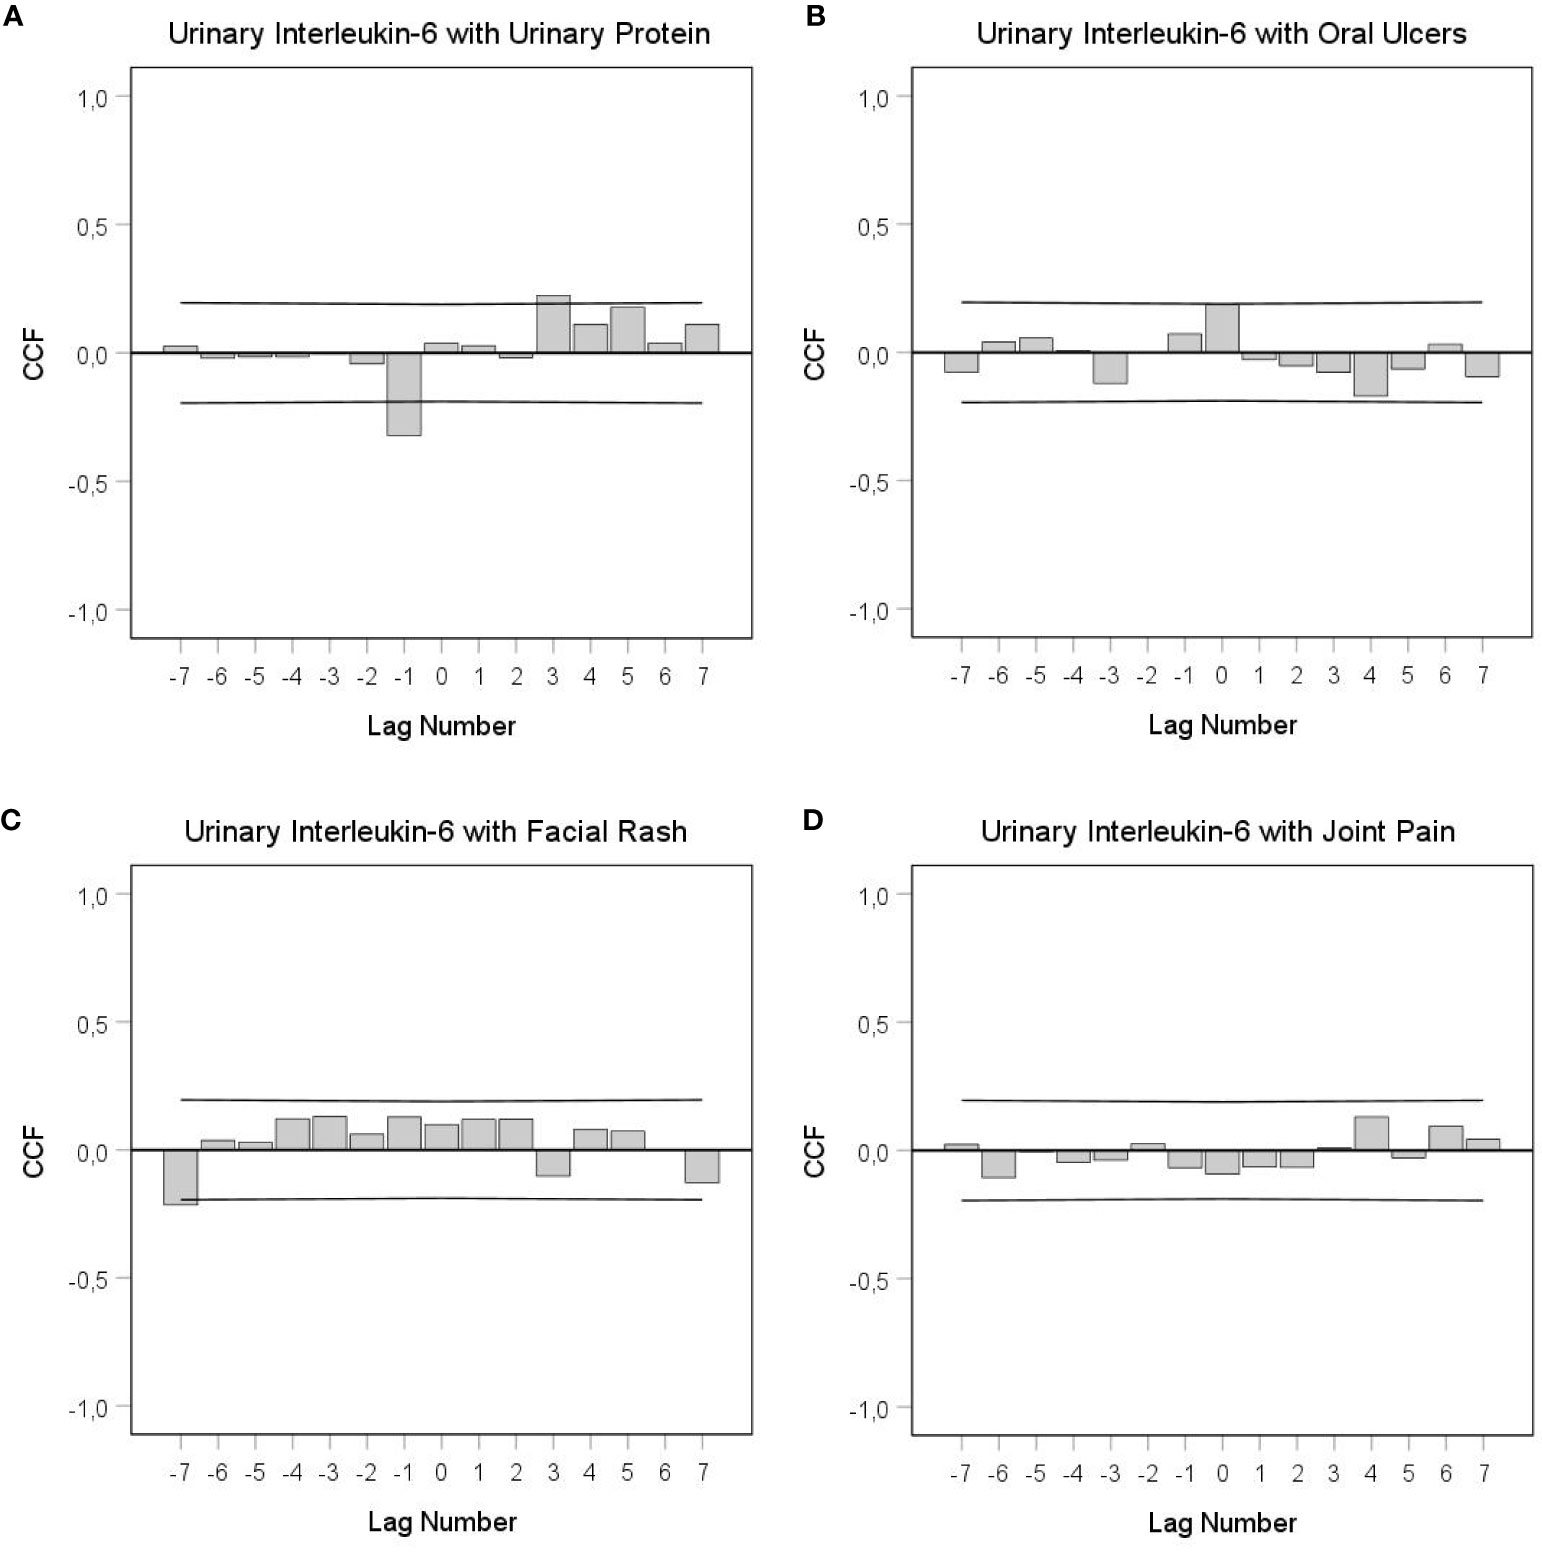 A
Urinary Interleukin-6 with Urinary Protein
1,0
0,5
0,0
-0,5
-1,0
CCF
-7 -6 -5 -4 -3 -2 -1 0 1 2 3 4 5 6 7
Lag Number
B
Urinary Interleukin-6 with Oral Ulcers
1,0
0,5
0,0
-0,5
-1,0
CCF
-7 -6 -5 -4 -3 -2 -1 0 1 2 3 4 5 6 7
Lag Number
C
Urinary Interleukin-6 with Facial Rash
1,0
0,5
0,0
-0,5
-1,0
CCF
-7 -6 -5 -4 -3 -2 -1 0 1 2 3 4 5 6 7
Lag Number
D
Urinary Interleukin-6 with Joint Pain
1,0
0,5
0,0
-0,5
-1,0
CCF
-7 -6 -5 -4 -3 -2 -1 0 1 2 3 4 5 6 7
Lag Number